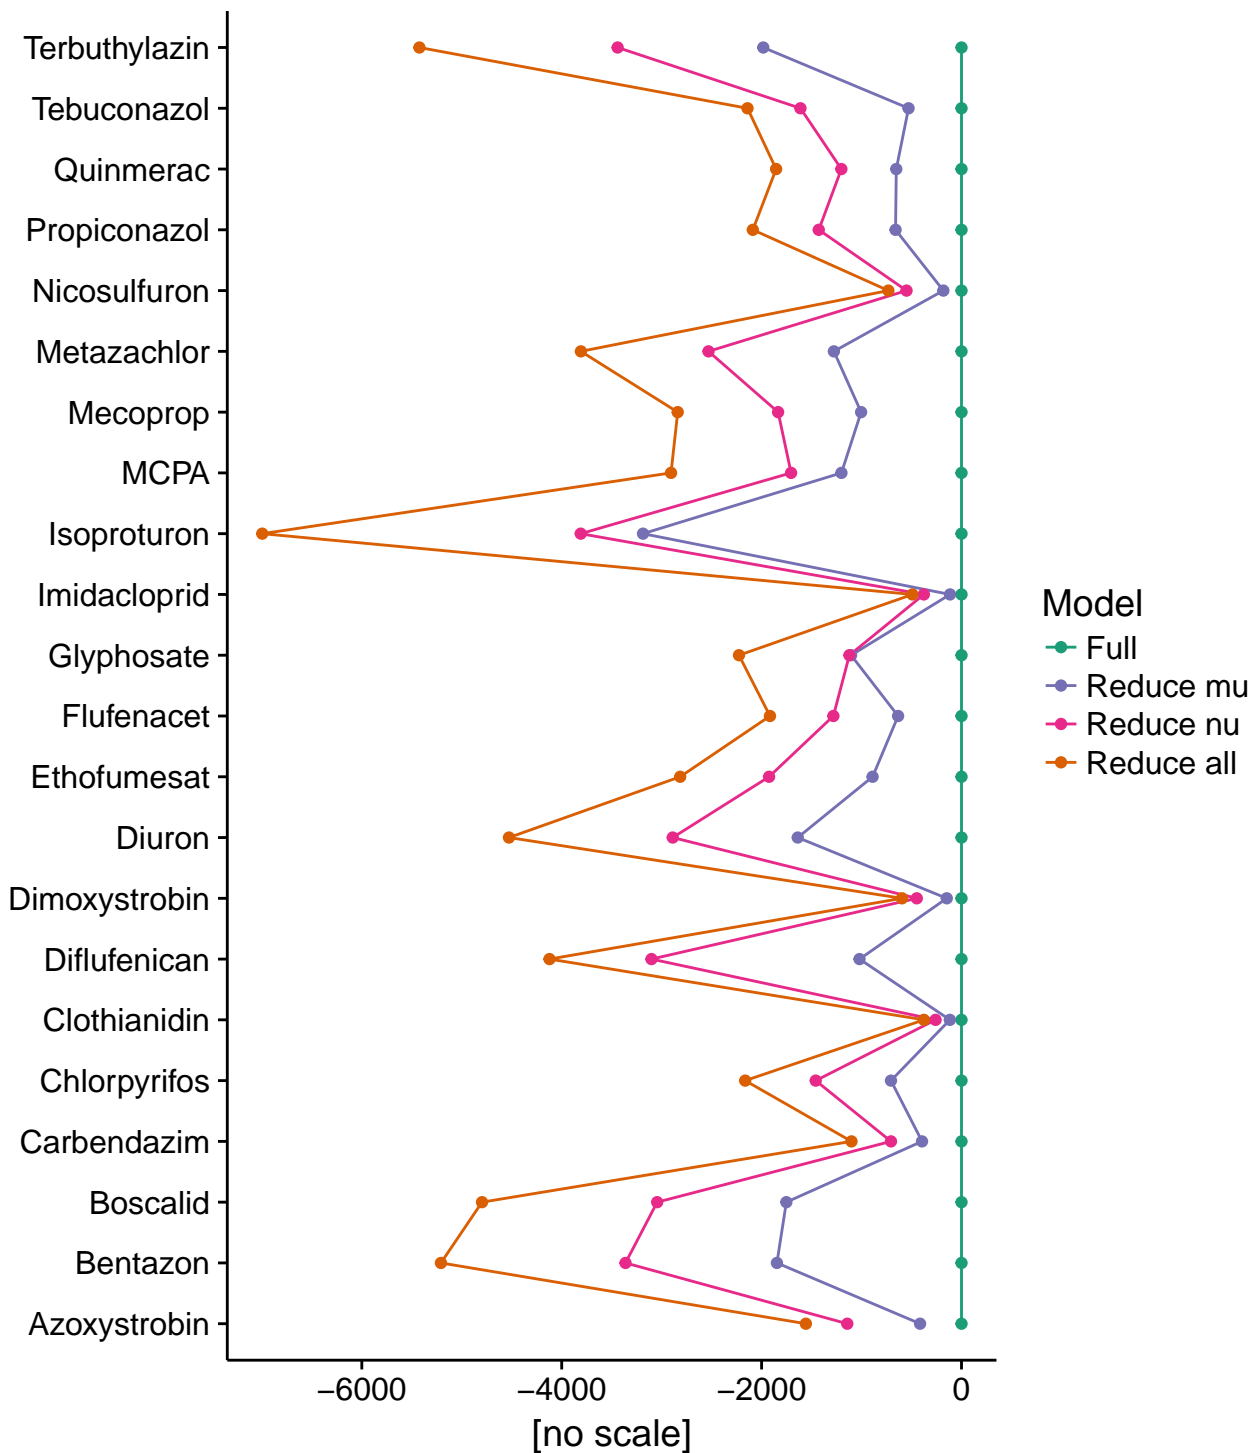 Terbuthylazin
Tebuconazol
Quinmerac
Propiconazol
Nicosulfuron
Metazachlor
Mecoprop
MCPA
Isoproturon
Imidacloprid
Glyphosate
Flufenacet
Ethofumesat
Diuron
Dimoxystrobin
Diflufenican
Clothianidin
Chlorpyrifos
Carbendazim
Boscalid
Bentazon
Azoxystrobin
−6000 −4000 −2000 0
[no scale]
Model
Full
Reduce mu
Reduce nu
Reduce all